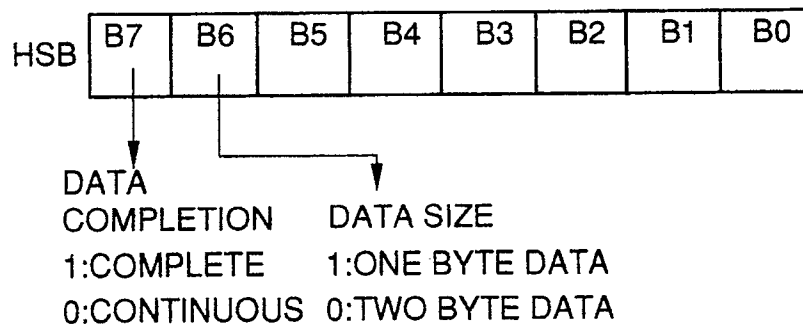 HSB B7 B6 B5 B4 B3 B2 B1 B0
DATA
COMPLETION DATA SIZE
1:COMPLETE 1:ONE BYTE DATA
0:CONTINUOUS 0:TWO BYTE DATA